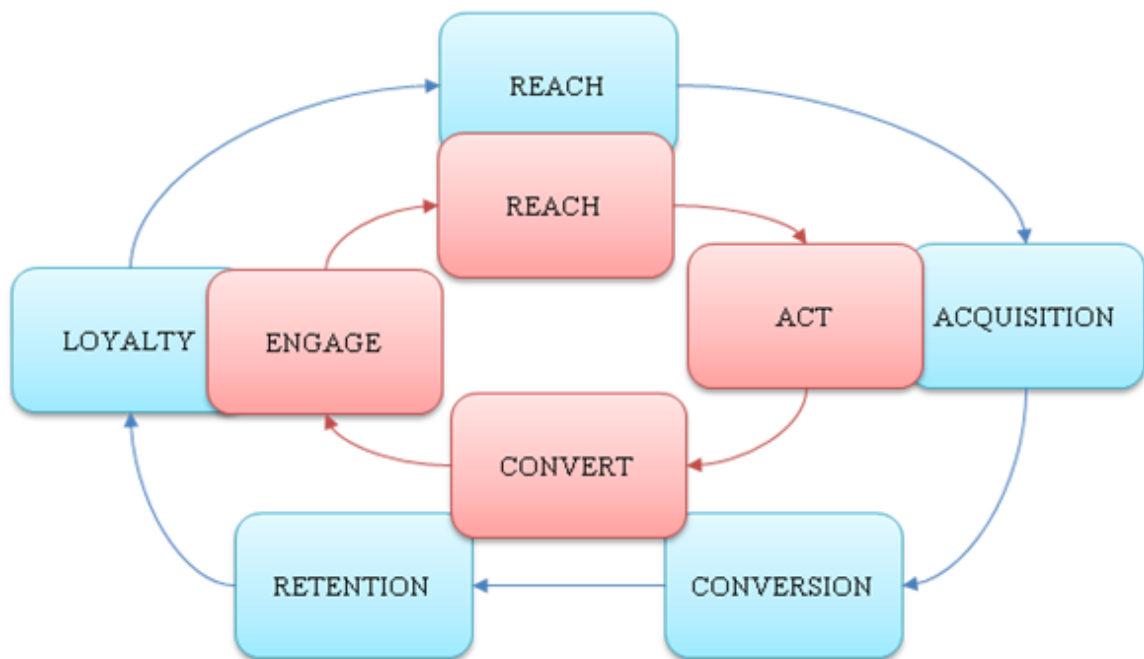 REACH
REACH
ACT
ACQUISITION
LOYALTY
ENGAGE
CONVERT
RETENTION
CONVERSION